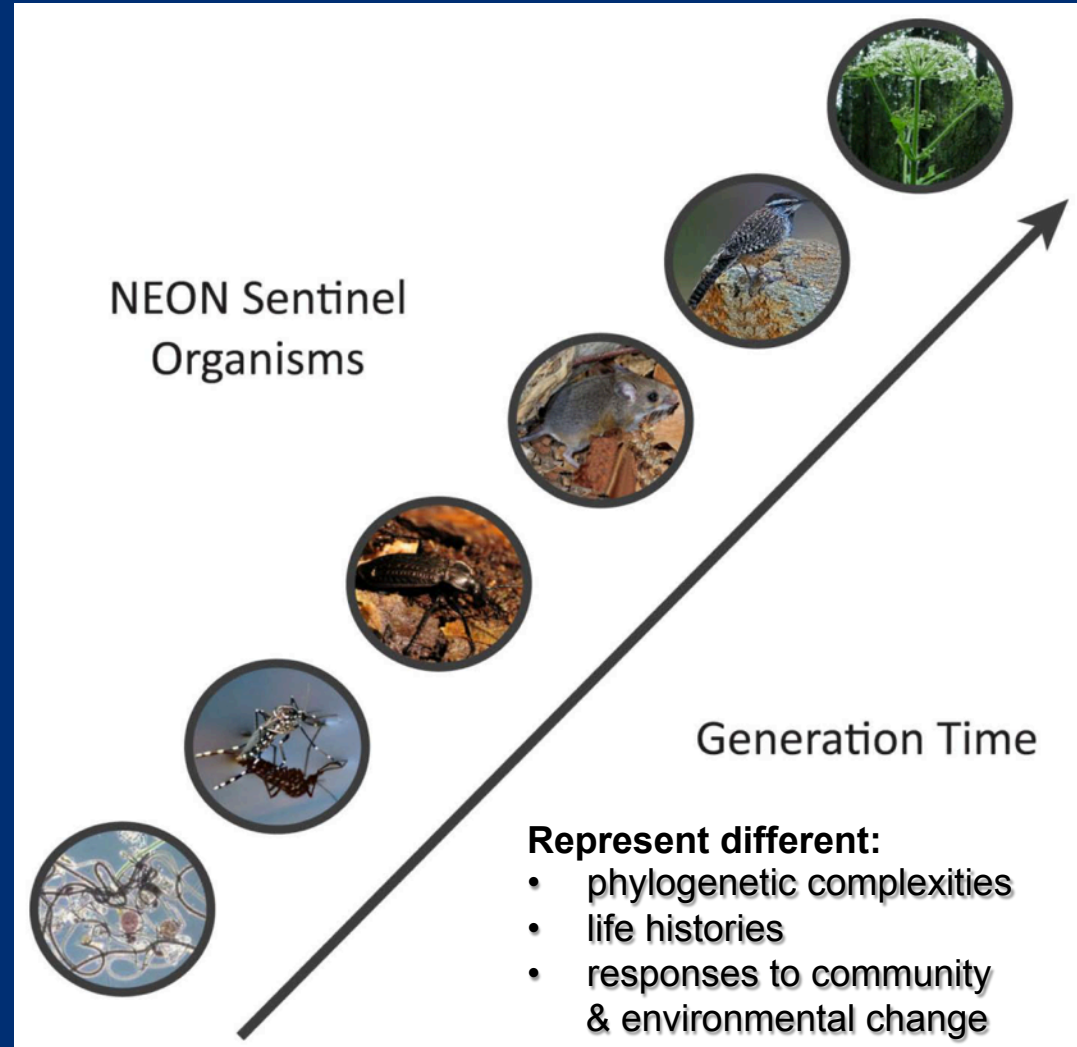 NEON Sentinel
Organisms
Generation Time
Represent different:
• phylogenetic complexities
• life histories
• responses to community
& environmental change